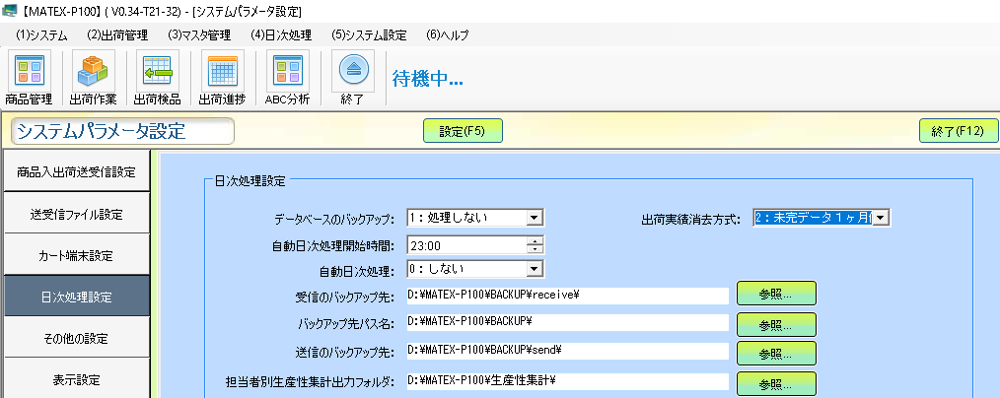 【MATEX-P100】( V0.34-T21-32) - [システムパラメータ設定]
(1)システム (2)出荷管理 (3)マスタ管理 (4)日次処理 (5)システム設定 (6)ヘルプ
商品管理 出荷作業 出荷検品 出荷進捗 ABC分析 終了 待機中...
システムパラメータ設定 設定(F5) 終了(F12)
商品入出荷送受信設定
送受信ファイル設定
カート端末設定
日次処理設定
その他の設定
表示設定
日次処理設定
データベースのバックアップ: 1:処理しない 出荷実績消去方式: 2:未完データ1ヶ月
自動日次処理開始時間: 23:00
自動日次処理: 0:しない
受信のバックアップ先: D:¥MATEX-P100¥BACKUP¥receive¥ 参照...
バックアップ先パス名: D:¥MATEX-P100¥BACKUP¥ 参照...
送信のバックアップ先: D:¥MATEX-P100¥BACKUP¥send¥ 参照...
担当者別生産性集計出力フォルダ: D:¥MATEX-P100¥生産性集計¥ 参照...